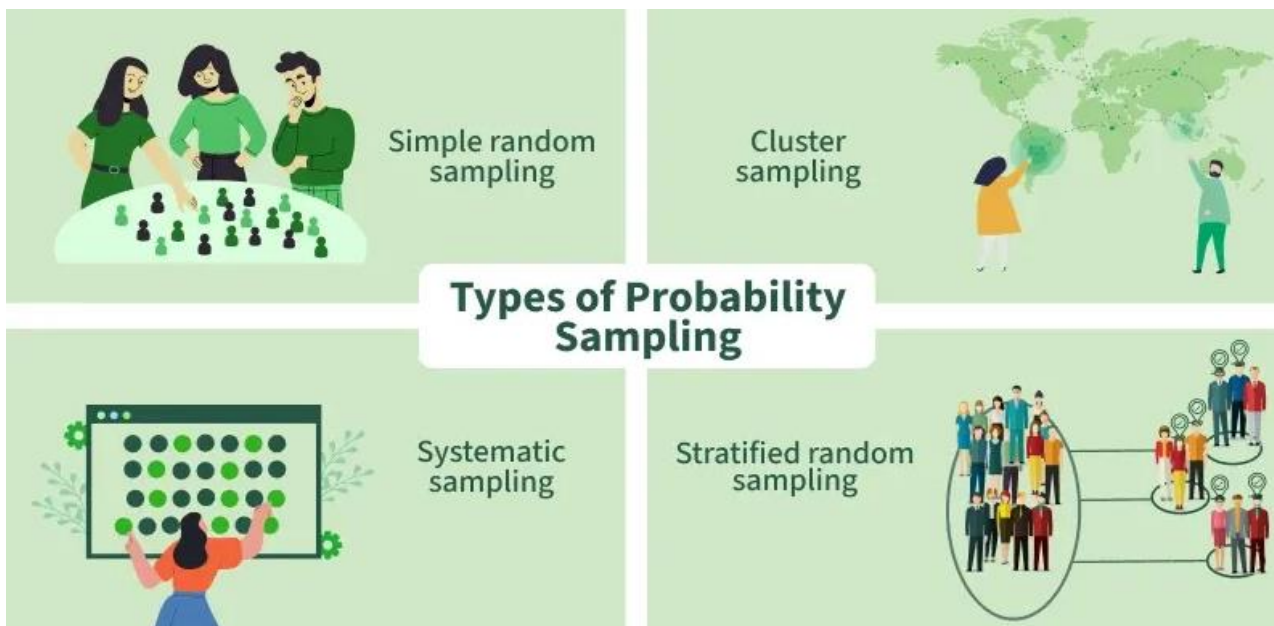 Simple random
sampling
Cluster
sampling
Types of Probability
Sampling
Systematic
sampling
Stratified random
sampling